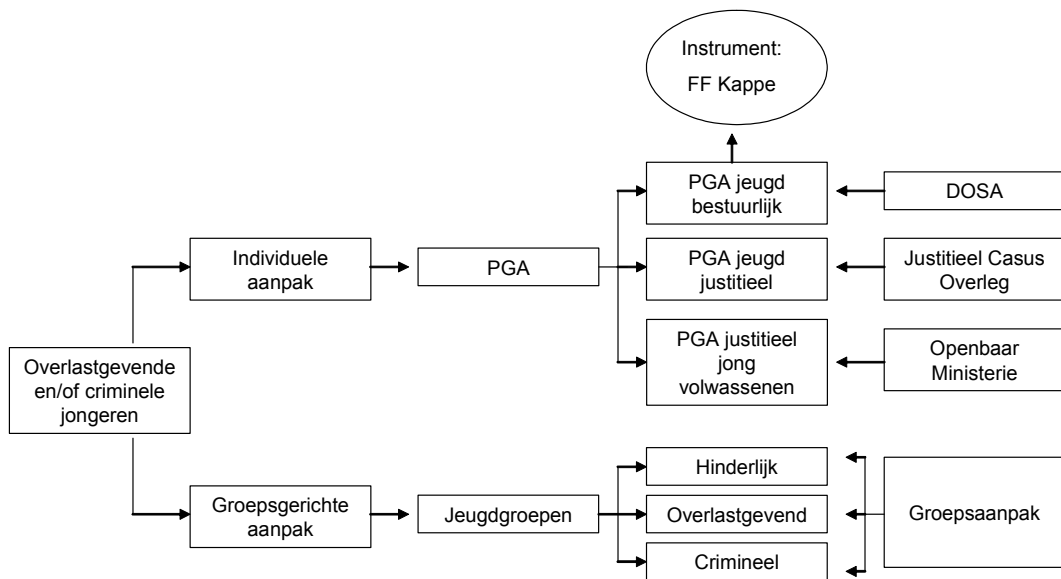 Instrument:
FF Kappe
PGA jeugd
bestuurlijk
DOSA
Individuele
aanpak
PGA
PGA jeugd
justitieel
Justitieel Casus
Overleg
PGA justitieel
jong
volwassenen
Openbaar
Ministerie
Overlastgevende
en/of criminele
jongeren
Hinderlijk
Groepsgerichte
aanpak
Jeugdgroepen
Overlastgevend
Groepsaanpak
Crimineel